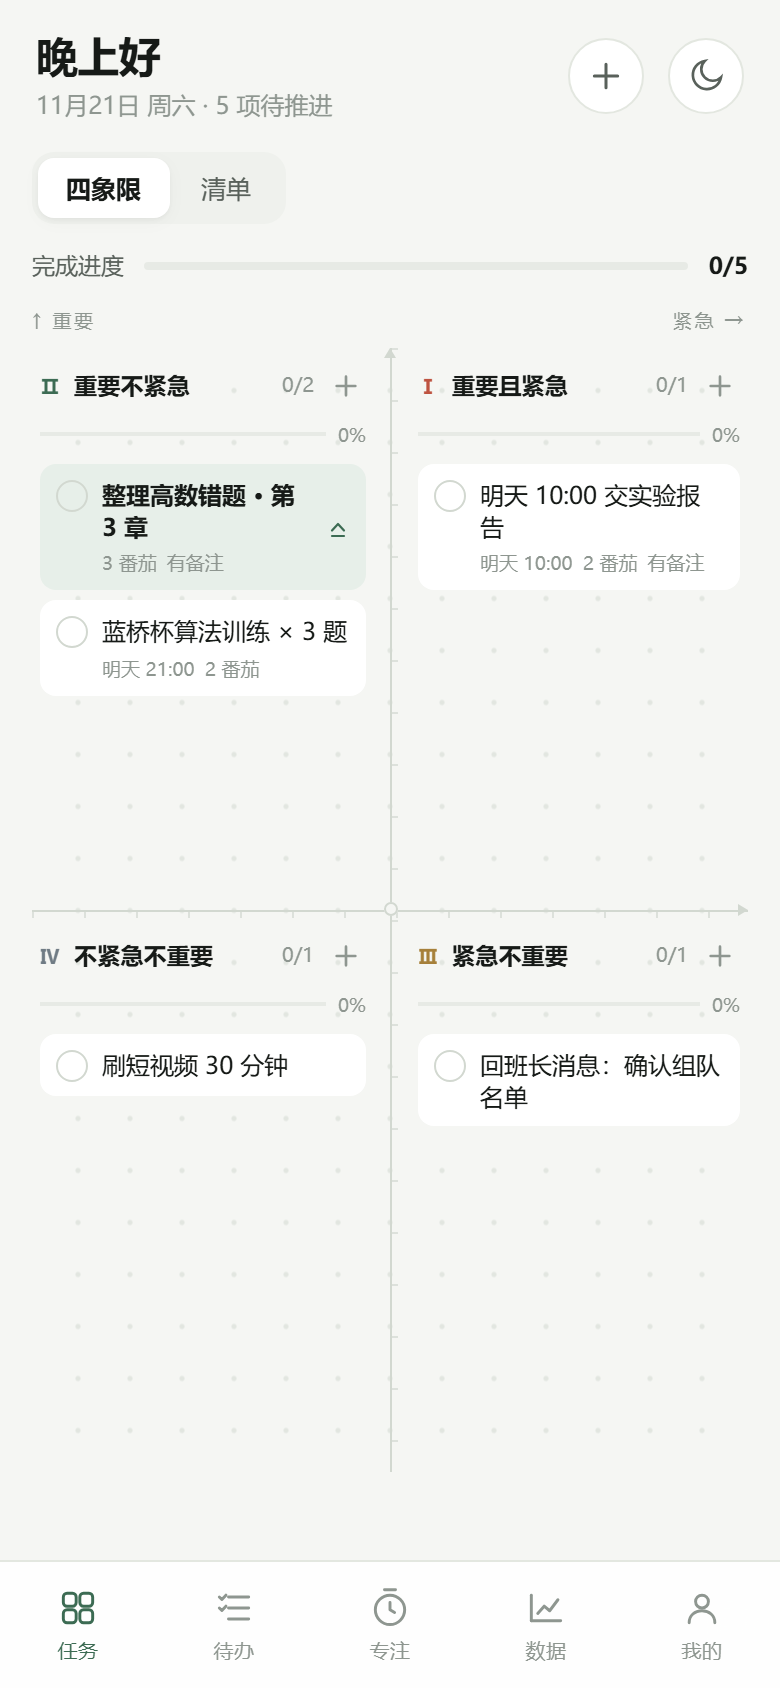 晚上好
11月21日 周六 · 5 项待推进
四象限 清单
完成进度 0/5
↑ 重要 紧急 →
II 重要不紧急 0/2 +
0%
整理高数错题 • 第
3 章
3 番茄 有备注
蓝桥杯算法训练 × 3 题
明天 21:00 2 番茄
I 重要且紧急 0/1 +
0%
明天 10:00 交实验报
告
明天 10:00 2 番茄 有备注
IV 不紧急不重要 0/1 +
0%
刷短视频 30 分钟
III 紧急不重要 0/1 +
0%
回班长消息：确认组队
名单
任务 待办 专注 数据 我的